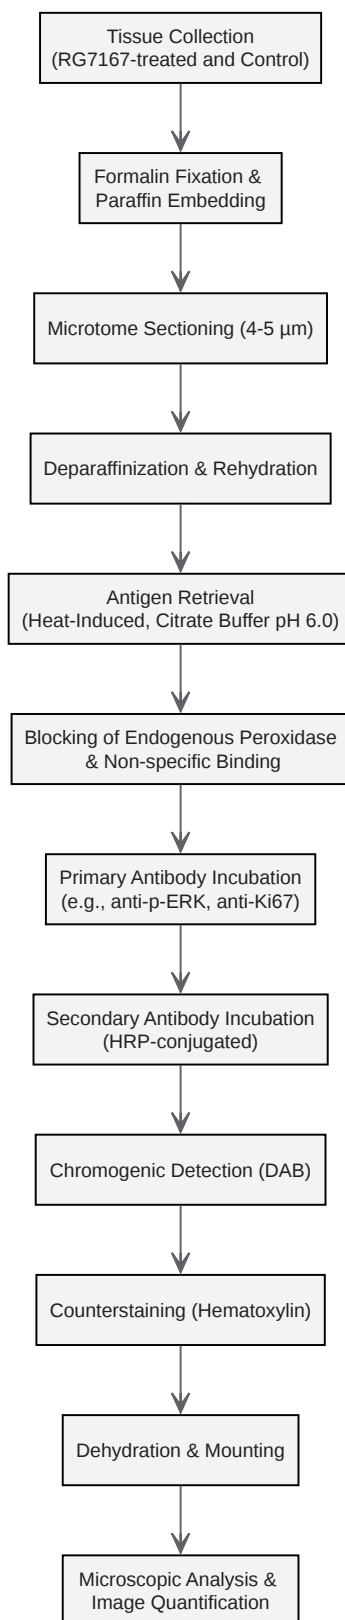 Tissue Collection
(RG7167-treated and Control)
Formalin Fixation &
Paraffin Embedding
Microtome Sectioning (4-5 µm)
Deparaffinization & Rehydration
Antigen Retrieval
(Heat-Induced, Citrate Buffer pH 6.0)
Blocking of Endogenous Peroxidase
& Non-specific Binding
Primary Antibody Incubation
(e.g., anti-p-ERK, anti-Ki67)
Secondary Antibody Incubation
(HRP-conjugated)
Chromogenic Detection (DAB)
Counterstaining (Hematoxylin)
Dehydration & Mounting
Microscopic Analysis &
Image Quantification